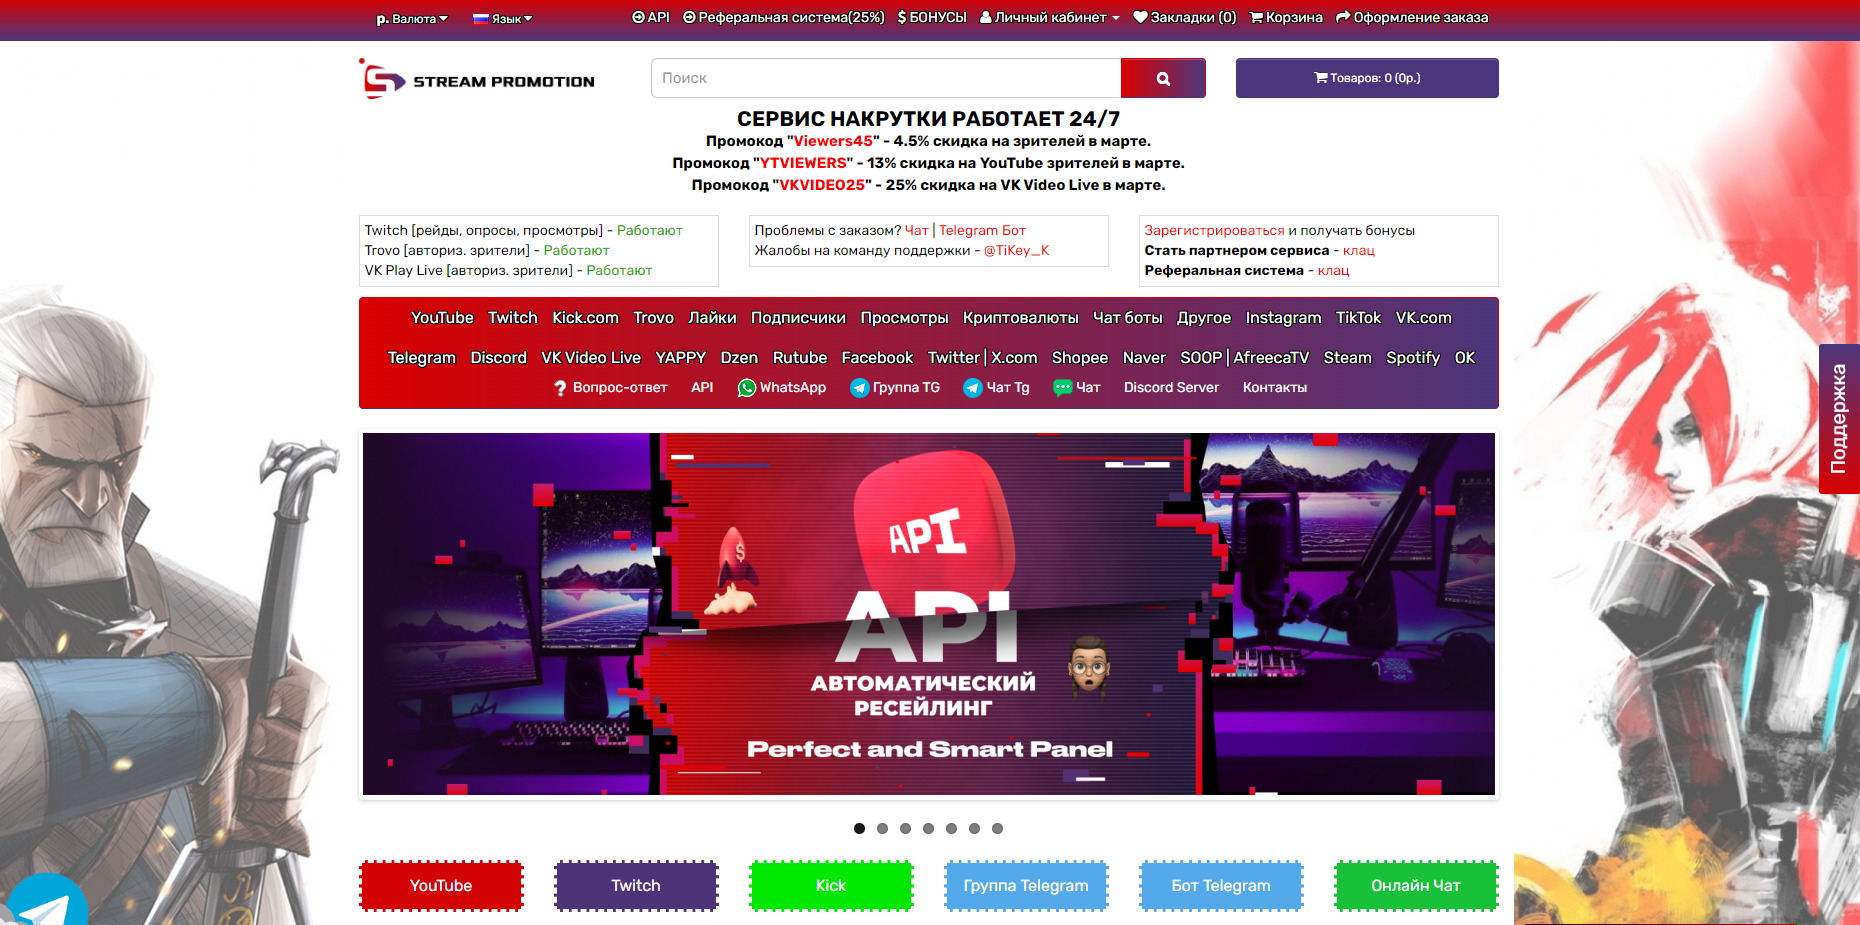 р. Валюта Язык API Реферальная система(25%) $ БОНУСЫ Личный кабинет Закладки (0) Корзина Оформление заказа
STREAM PROMOTION
Поиск
Товаров: 0 (0р.)
СЕРВИС НАКРУТКИ РАБОТАЕТ 24/7
Промокод "Viewers45" - 4.5% скидка на зрителей в марте.
Промокод "YTVIEWERS" - 13% скидка на YouTube зрителей в марте.
Промокод "VKVIDEO25" - 25% скидка на VK Video Live в марте.
Twitch [рейды, опросы, просмотры] - Работают
Trovo [авториз. зрители] - Работают
VK Play Live [авториз. зрители] - Работают
Проблемы с заказом? Чат | Telegram Бот
Жалобы на команду поддержки - @TiKey_K
Зарегистрироваться и получать бонусы
Стать партнером сервиса - клац
Реферальная система - клац
YouTube Twitch Kick.com Trovo Лайки Подписчики Просмотры Криптовалюты Чат боты Другое Instagram TikTok VK.com
Telegram Discord VK Video Live YAPPY Dzen Rutube Facebook Twitter | X.com Shopee Naver SOOP | AfreecaTV Steam Spotify OK
? Вопрос-ответ API WhatsApp Группа TG Чат Tg Чат Discord Server Контакты
Поддержка
API
$
API
АВТОМАТИЧЕСКИЙ
РЕСЕЙЛИНГ
Perfect and Smart Panel
YouTube Twitch Kick Группа Telegram Бот Telegram Онлайн Чат